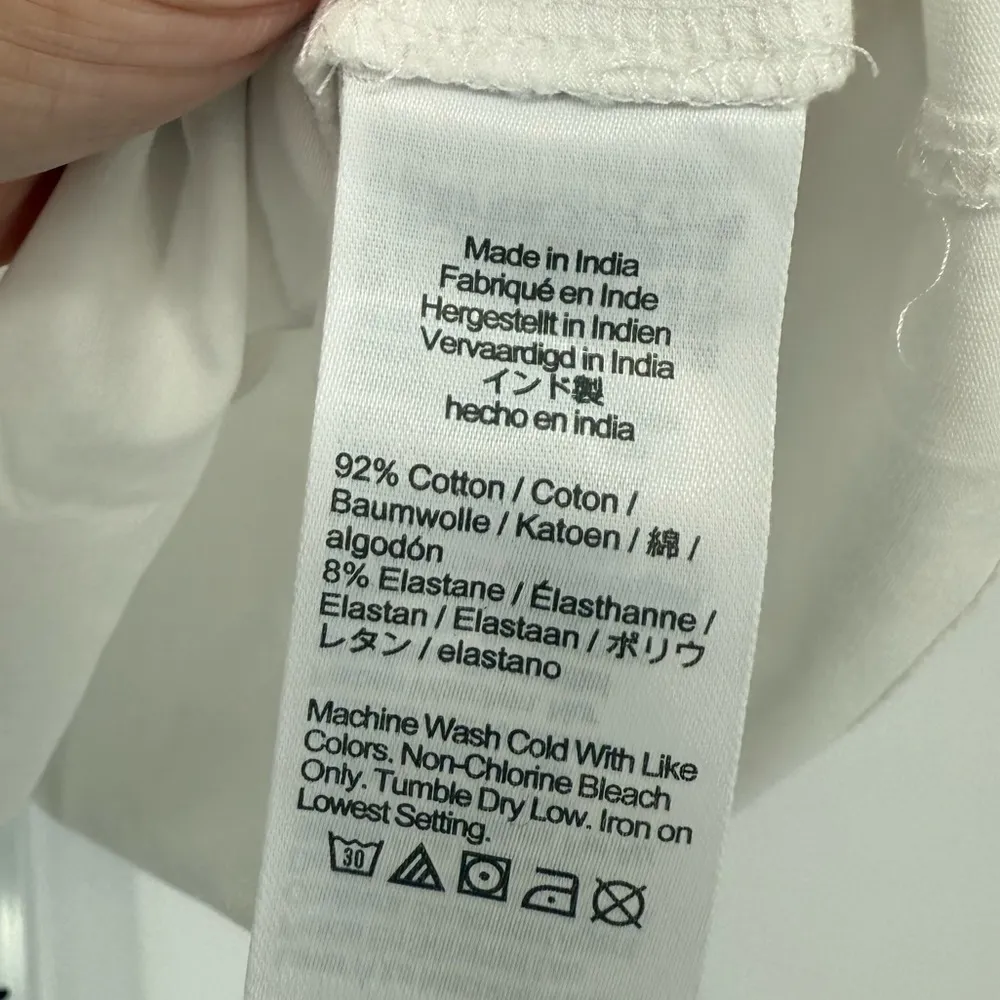 Made in India
Fabriqué en Inde
Hergestellt in Indien
Vervaardigd in India
インド製
hecho en india
92% Cotton / Coton /
Baumwolle / Katoen / 綿 /
algodón
8% Elastane / Élasthanne /
Elastan / Elastaan / ポリウ
レタン / elastano
Machine Wash Cold With Like
Colors. Non-Chlorine Bleach
Only. Tumble Dry Low. Iron on
Lowest Setting.
30